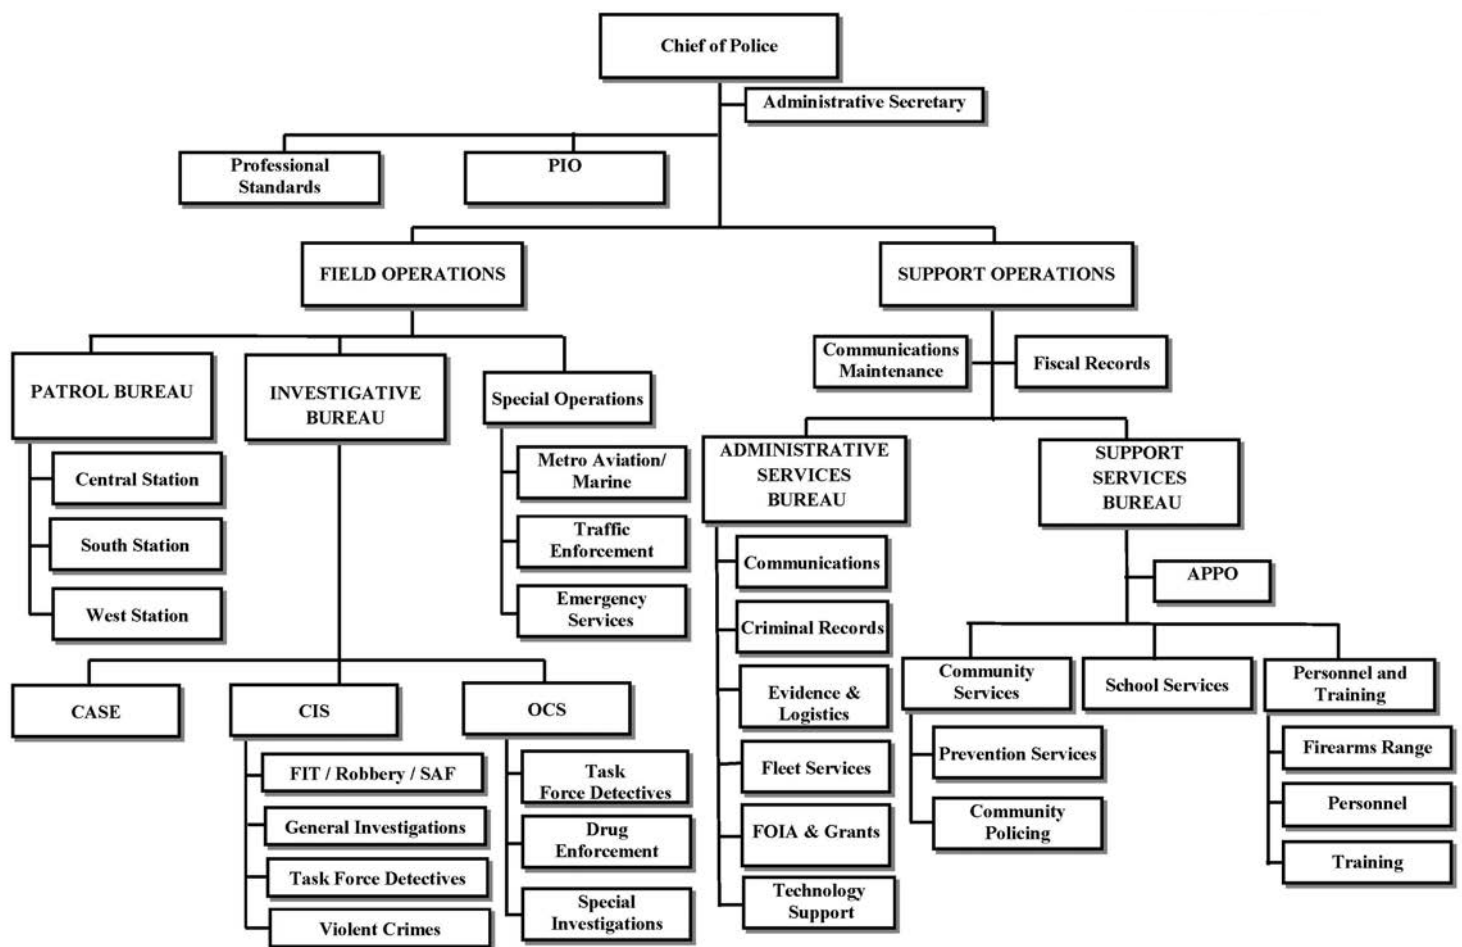 Chief of Police
Administrative Secretary
Professional
Standards
PIO
FIELD OPERATIONS
SUPPORT OPERATIONS
Communications
Maintenance
Fiscal Records
PATROL BUREAU
INVESTIGATIVE
BUREAU
Special Operations
ADMINISTRATIVE
SERVICES
BUREAU
SUPPORT
SERVICES
BUREAU
Central Station
South Station
West Station
Metro Aviation/
Marine
Traffic
Enforcement
Emergency
Services
Communications
Criminal Records
Evidence &
Logistics
Fleet Services
FOIA & Grants
Technology
Support
APPO
Community
Services
School Services
Personnel and
Training
Prevention Services
Community
Policing
Firearms Range
Personnel
Training
CASE
CIS
OCS
FIT / Robbery / SAF
General Investigations
Task Force Detectives
Violent Crimes
Task
Force Detectives
Drug
Enforcement
Special
Investigations